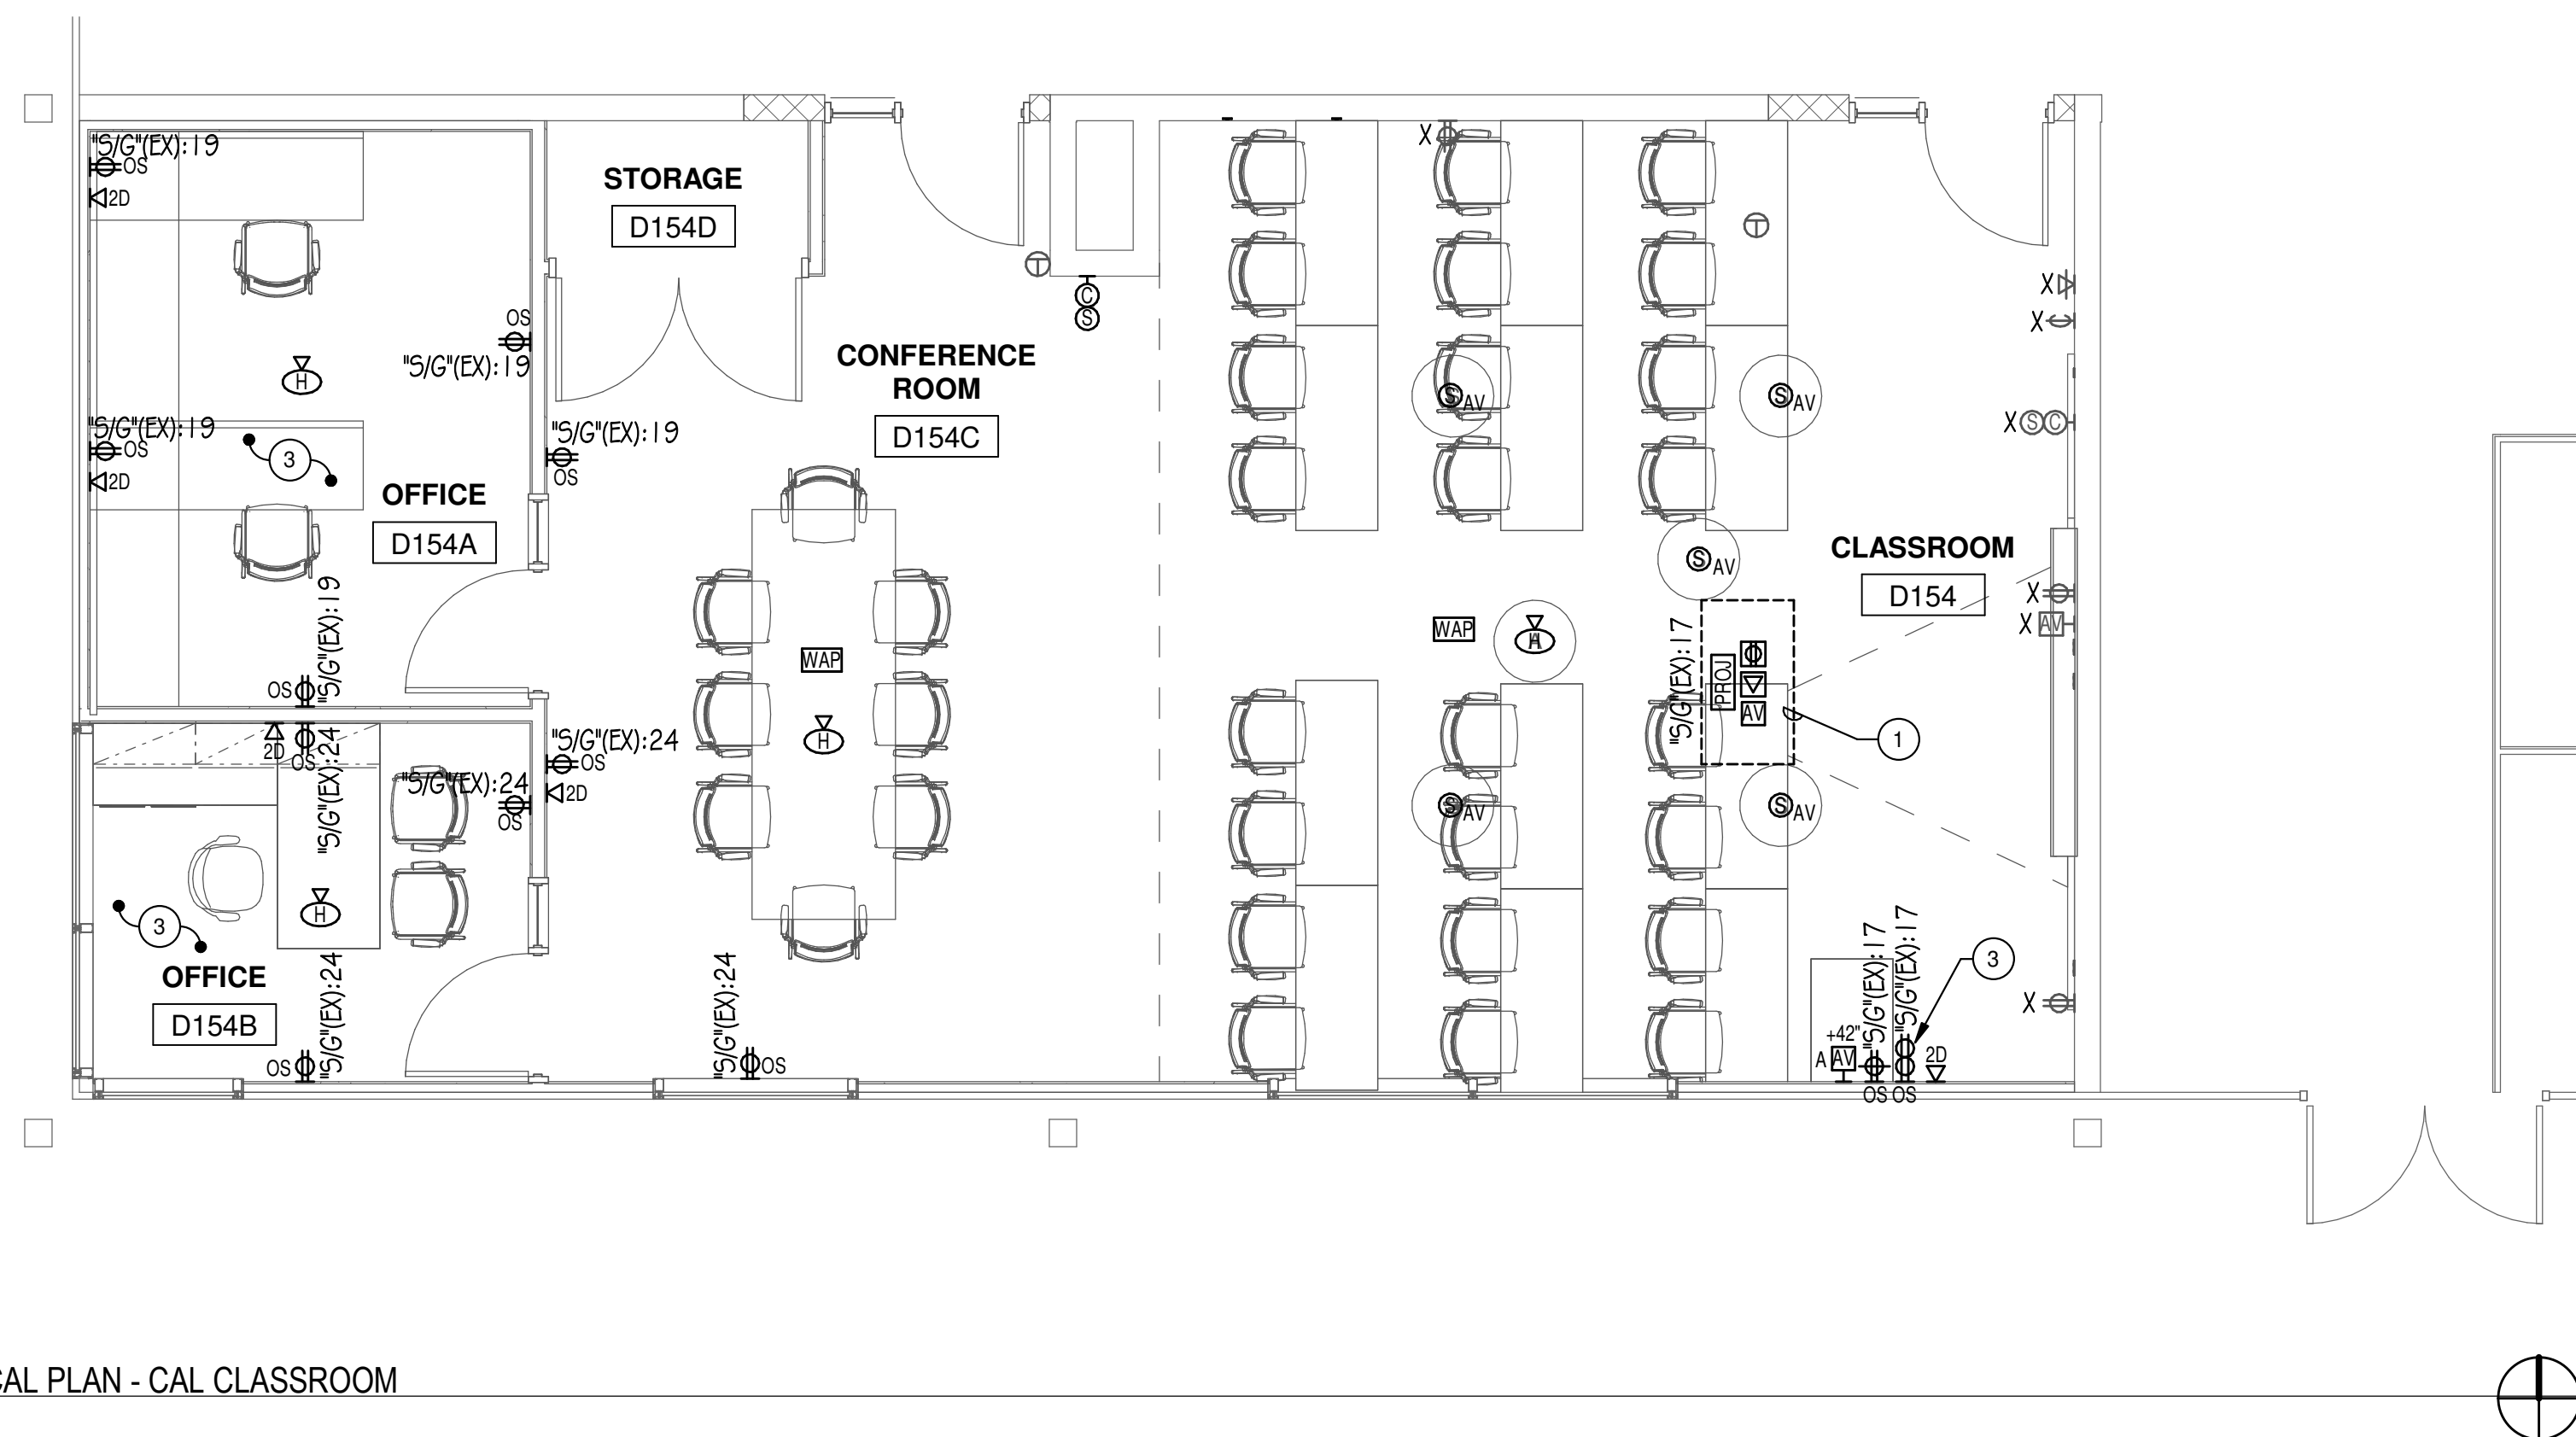 "S/G"(EX):19
OS
2D
STORAGE
D154D
X
T
T
C
S
X
X
OS
"S/G"(EX):19
CONFERENCE
ROOM
D154C
H
S AV
S AV
X S C
"S/G"(EX):19
OS
2D
3
"S/G"(EX):19
OS
OFFICE
D154A
S AV
CLASSROOM
D154
X
X AV
"S/G"(EX):19
OS
WAP
WAP
H
"S/G"(EX):17
PROJ
AV
1
2D
OS
"S/G"(EX):24
"S/G"(EX):24
OS
2D
H
"S/G"(EX):24
OS
S AV
S AV
H
3
OFFICE
D154B
OS
"S/G"(EX):24
"S/G"(EX):24
OS
"S/G"(EX):17
"S/G"(EX):17
3
X
+42"
A AV
2D
OS OS
CAL PLAN - CAL CLASSROOM